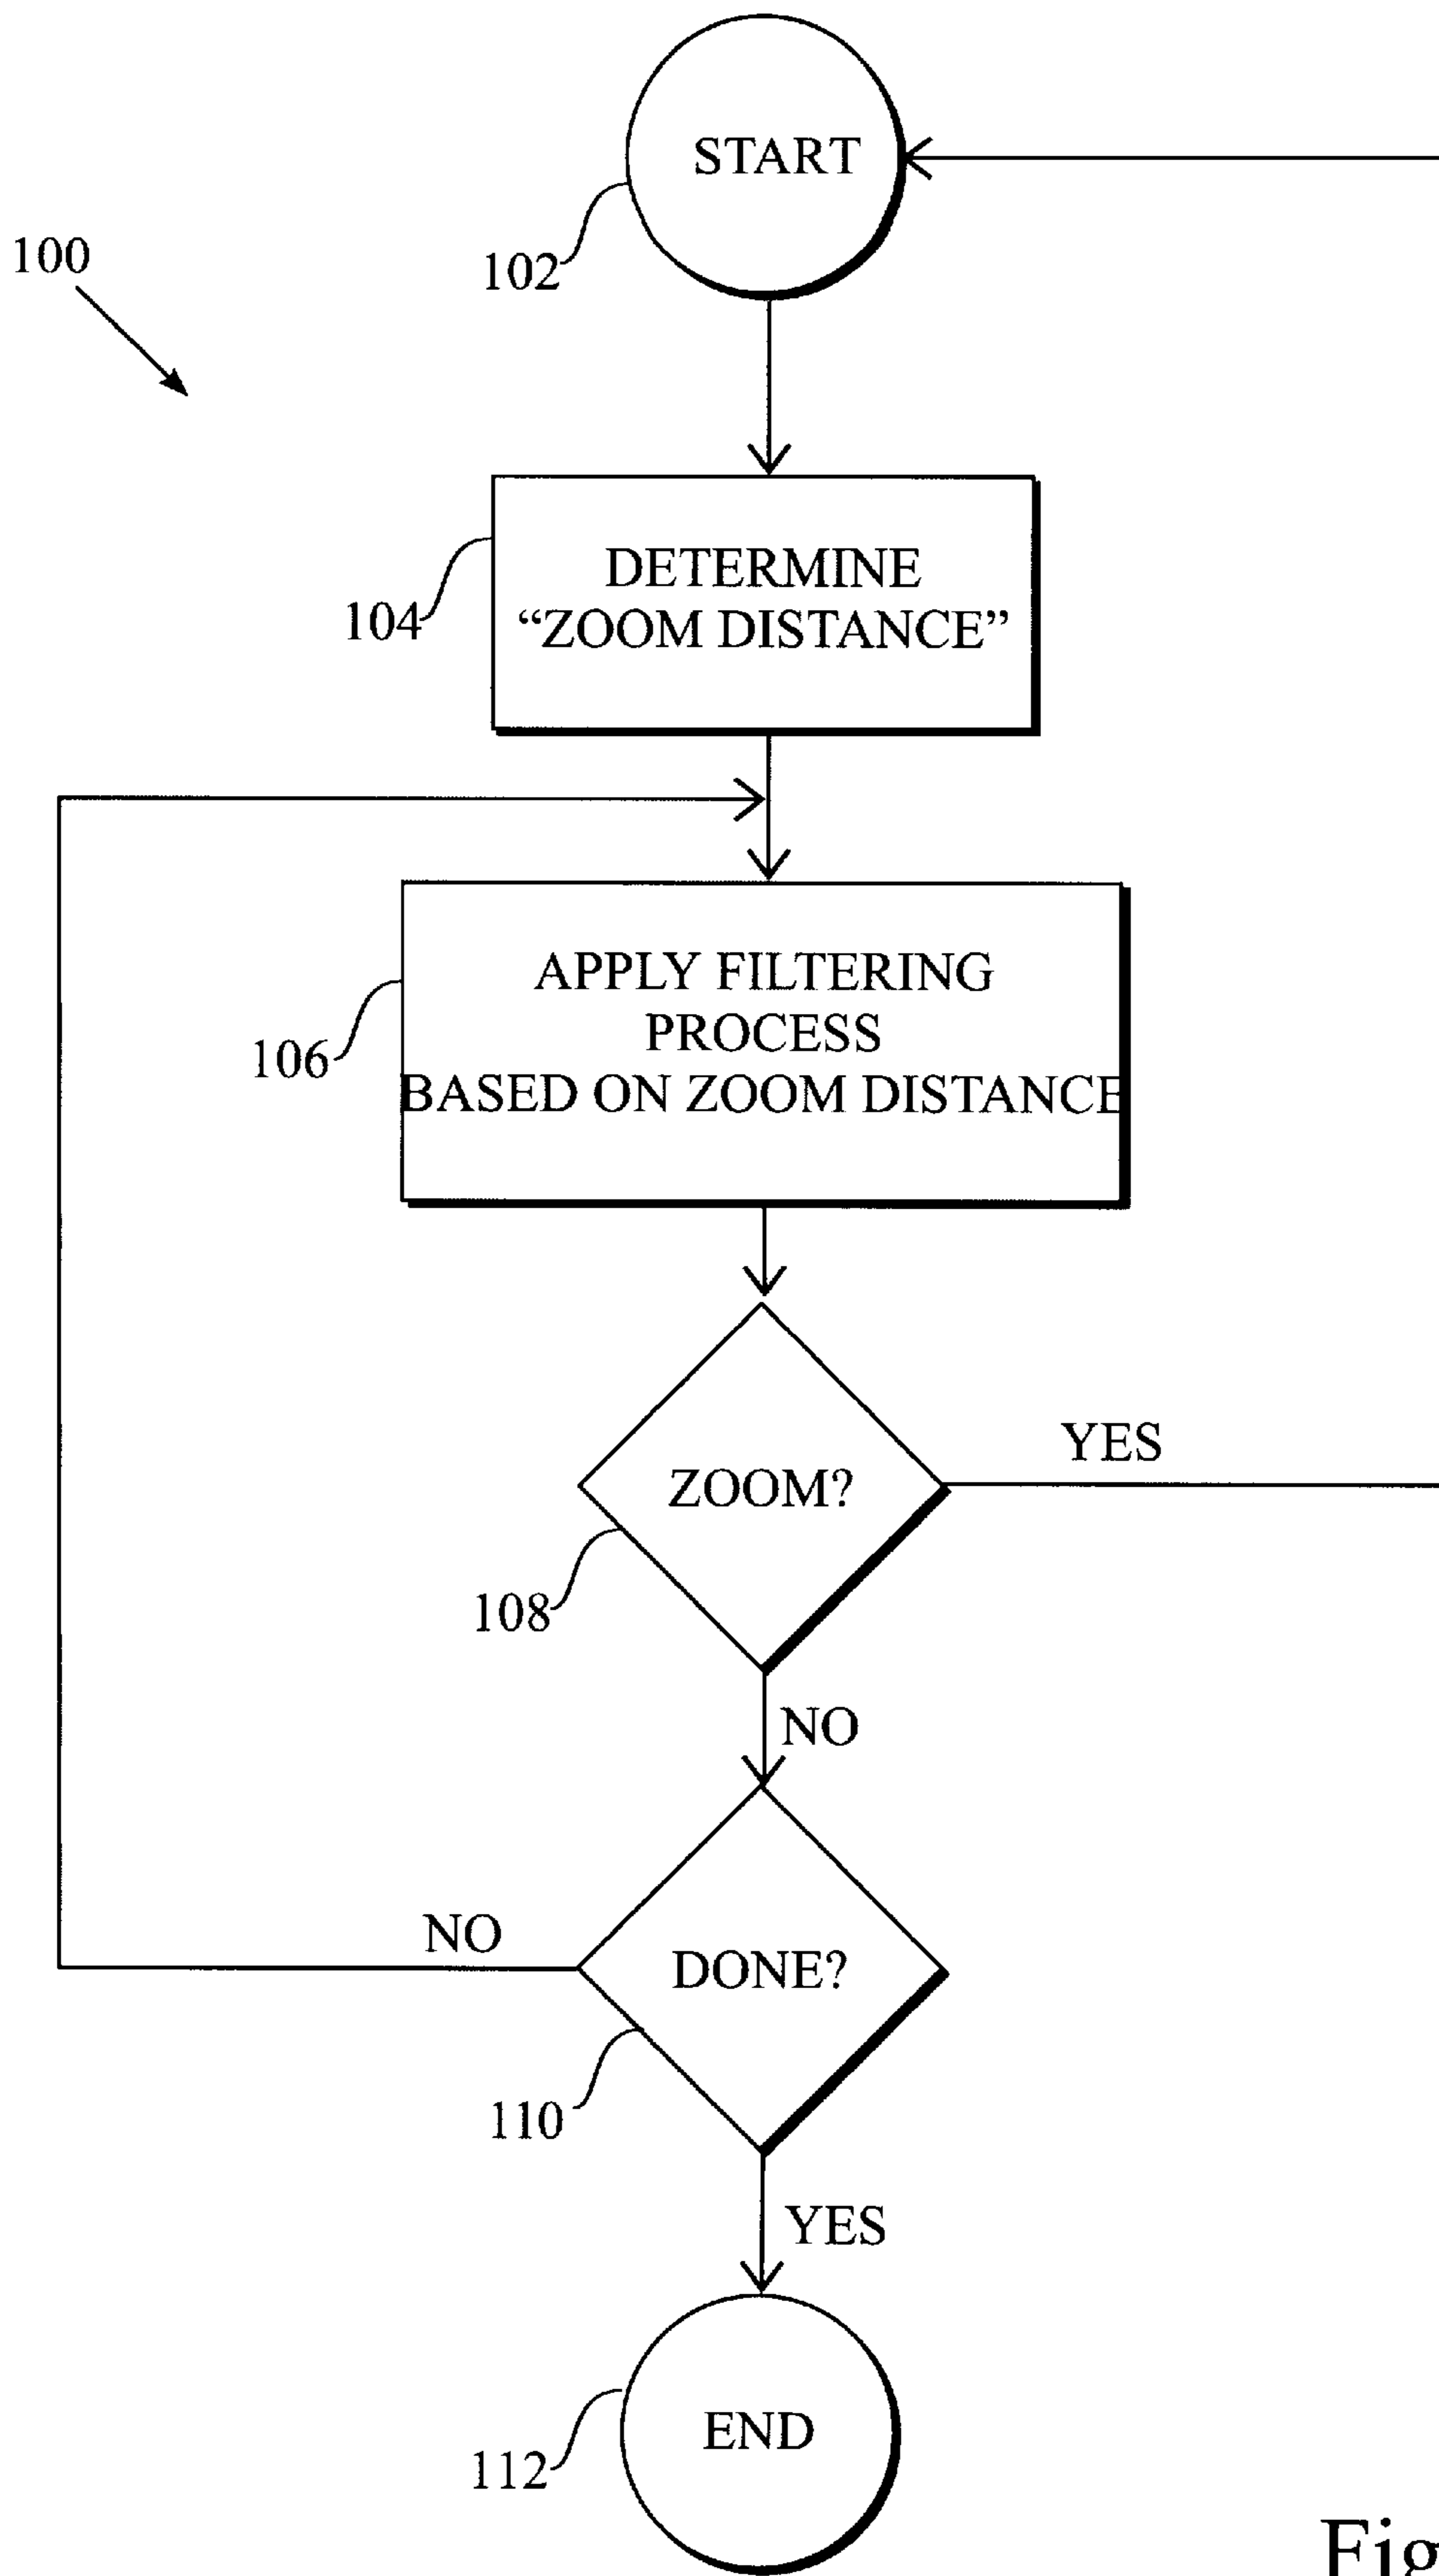 START
100
102
DETERMINE
“ZOOM DISTANCE”
104
APPLY FILTERING
PROCESS
BASED ON ZOOM DISTANCE
106
YES
ZOOM?
108
NO
NO
DONE?
110
YES
END
112
Fig